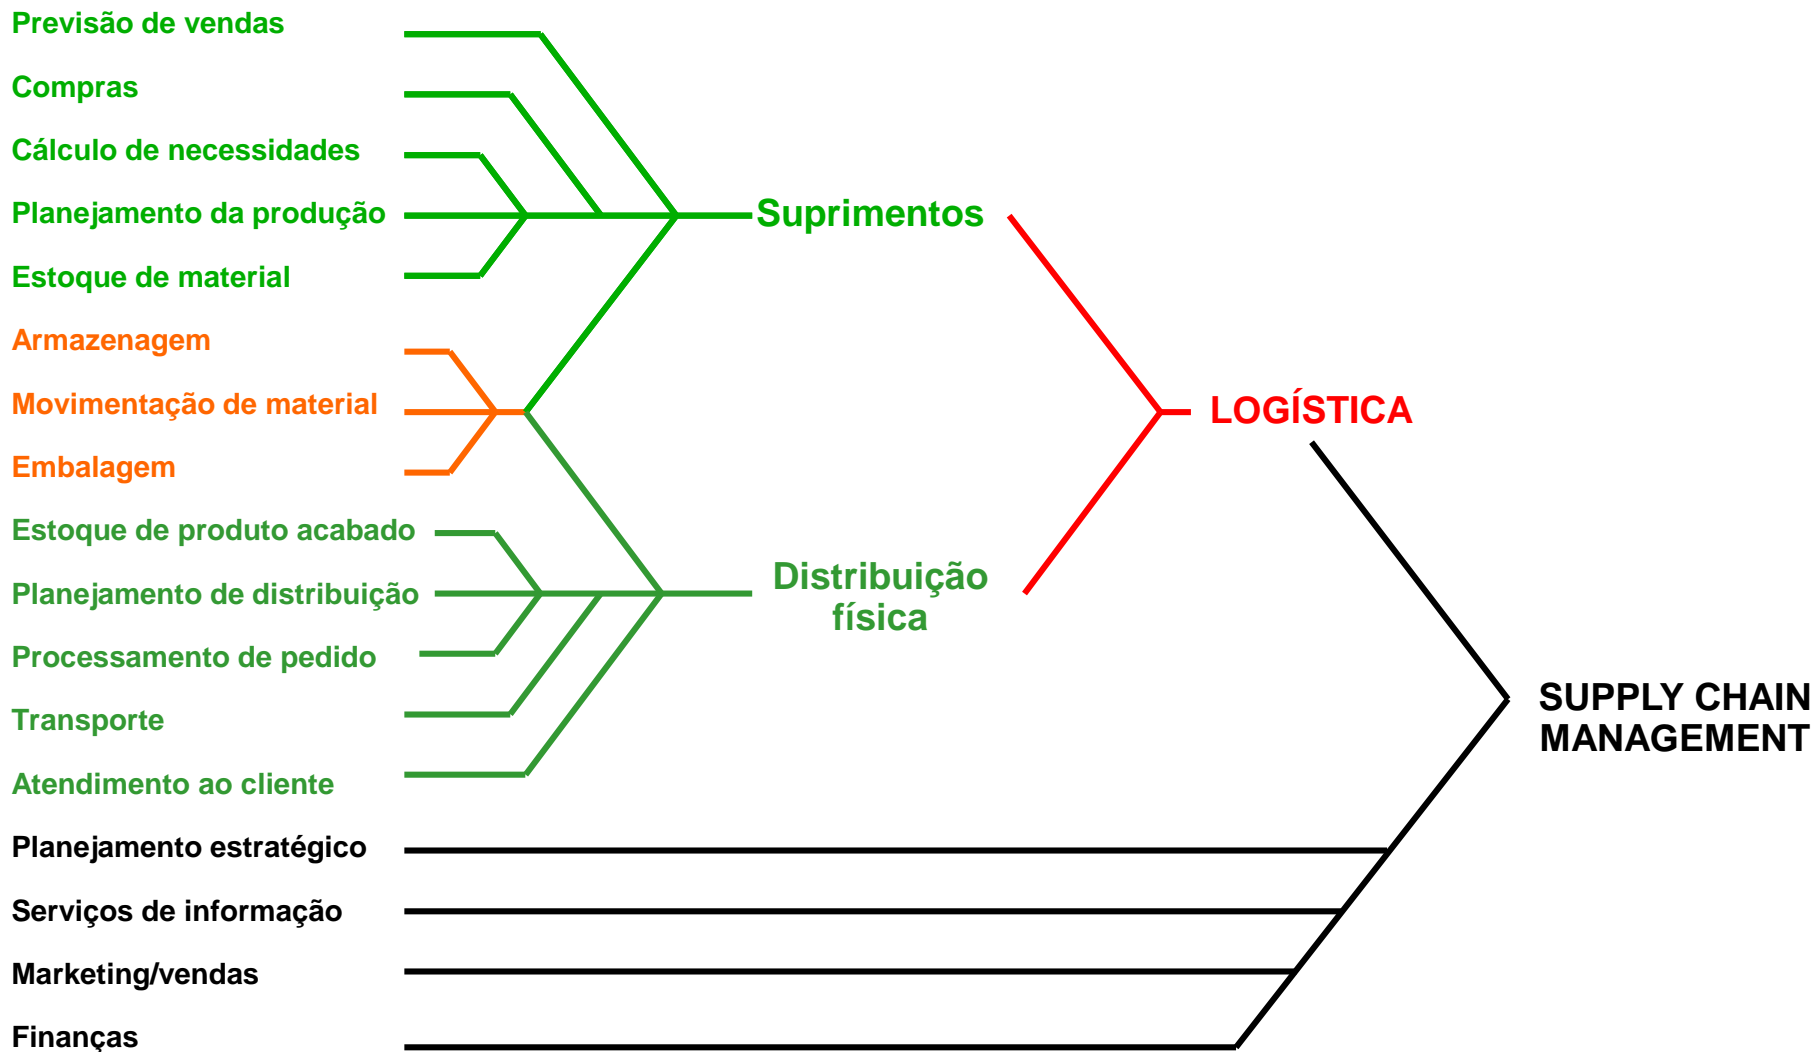 Previsão de vendas
Compras
Cálculo de necessidades
Planejamento da produção
Estoque de material
Armazenagem
Movimentação de material
Embalagem
Estoque de produto acabado
Planejamento de distribuição
Processamento de pedido
Transporte
Atendimento ao cliente
Planejamento estratégico
Serviços de informação
Marketing/vendas
Finanças
Suprimentos
Distribuição
física
LOGÍSTICA
SUPPLY CHAIN
MANAGEMENT